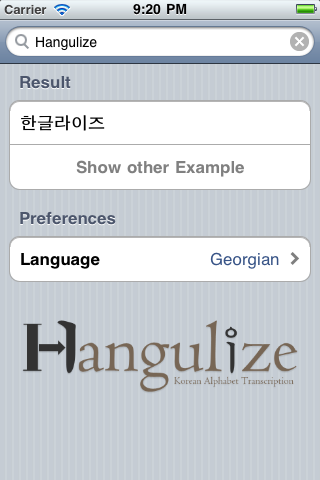 Carrier 9:20 PM
Hangulize
Result
한글라이즈
Show other Example
Preferences
Language Georgian
Hangulize
Korean Alphabet Transcription